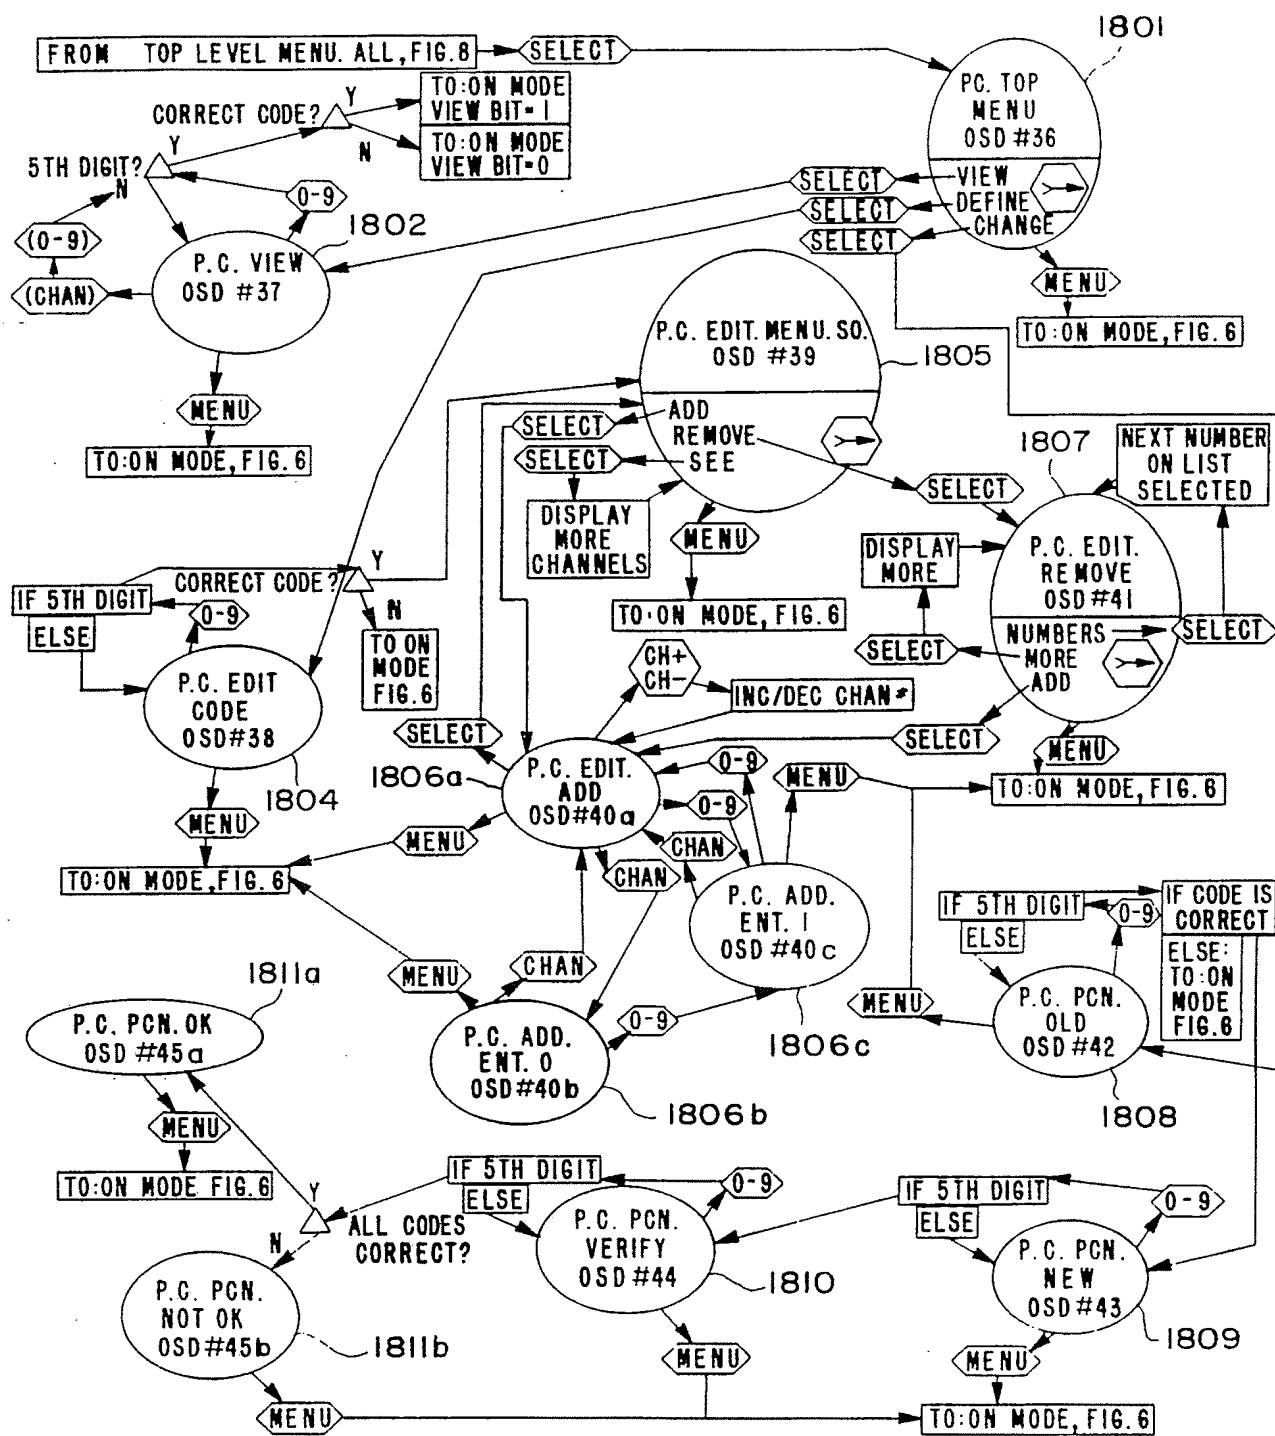 1801
FROM TOP LEVEL MENU. ALL, FIG. 8
SELECT
PC. TOP
MENU
OSD #36
VIEW
DEFINE
CHANGE
SELECT
SELECT
SELECT
MENU
TO:ON MODE, FIG. 6
CORRECT CODE?
Y
N
TO:ON MODE
VIEW BIT=1
TO:ON MODE
VIEW BIT=0
5TH DIGIT?
Y
N
0-9
(0-9)
(CHAN)
1802
P.C. VIEW
OSD #37
MENU
TO:ON MODE, FIG. 6
P.C. EDIT. MENU. SO.
OSD #39
1805
ADD
REMOVE
SEE
SELECT
SELECT
DISPLAY
MORE
CHANNELS
MENU
TO:ON MODE, FIG. 6
SELECT
1807
NEXT NUMBER
ON LIST
SELECTED
P.C. EDIT.
REMOVE
OSD #41
NUMBERS
MORE
ADD
SELECT
DISPLAY
MORE
SELECT
SELECT
MENU
TO:ON MODE, FIG. 6
CORRECT CODE?
Y
N
IF 5TH DIGIT
ELSE
0-9
TO ON
MODE
FIG. 6
P.C. EDIT
CODE
OSD#38
1804
MENU
TO:ON MODE, FIG. 6
CH+
CH-
INC/DEC CHAN#
SELECT
1806a
P.C. EDIT.
ADD
OSD#40a
0-9
0-9
MENU
MENU
CHAN
CHAN
P.C. ADD.
ENT. 1
OSD #40c
1806c
MENU
CHAN
0-9
P.C. ADD.
ENT. 0
OSD#40b
1806b
IF 5TH DIGIT
ELSE
0-9
IF CODE IS
CORRECT
ELSE:
TO:ON
MODE
FIG. 6
P.C. PCN.
OLD
OSD #42
1808
MENU
1811a
P.C. PCN. OK
OSD #45a
MENU
TO:ON MODE FIG. 6
Y
N
ALL CODES
CORRECT?
IF 5TH DIGIT
ELSE
0-9
P.C. PCN.
VERIFY
OSD #44
1810
MENU
IF 5TH DIGIT
ELSE
0-9
P.C. PCN.
NEW
OSD #43
1809
MENU
P.C. PCN.
NOT OK
OSD #45b
1811b
MENU
TO:ON MODE, FIG. 6